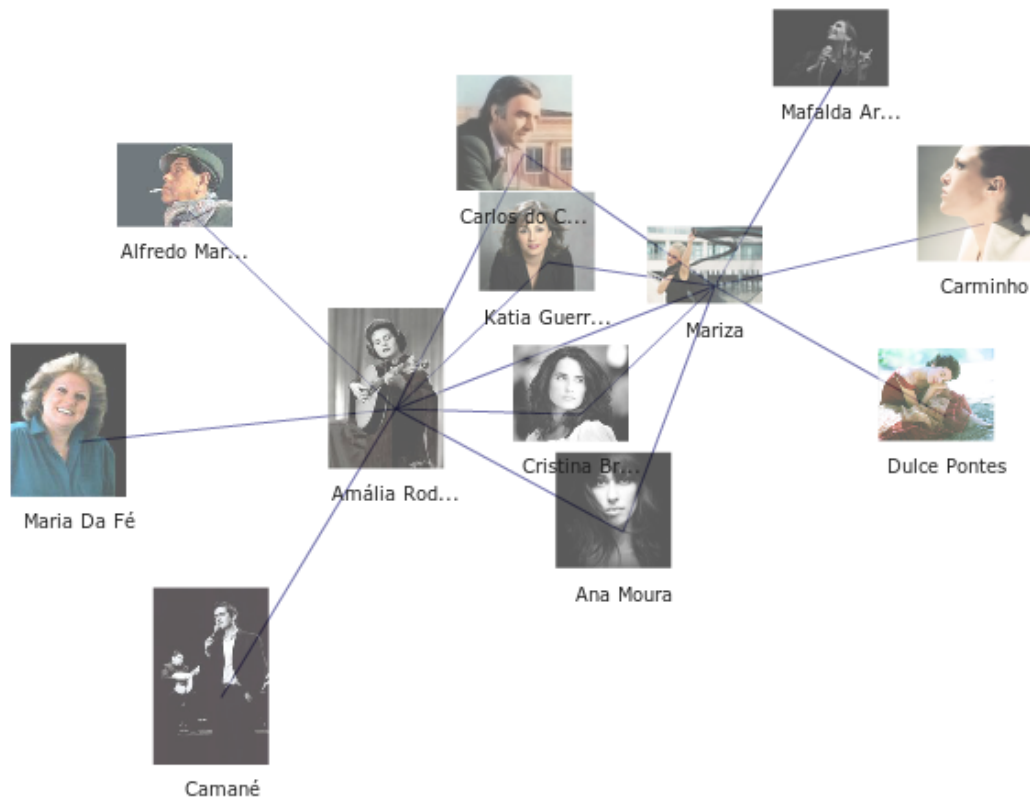 Mafalda Ar...
Carlos do C...
Alfredo Mar...
Carminho
Katia Guerr...
Mariza
Cristina Br...
Dulce Pontes
Amália Rod...
Maria Da Fé
Ana Moura
Camané